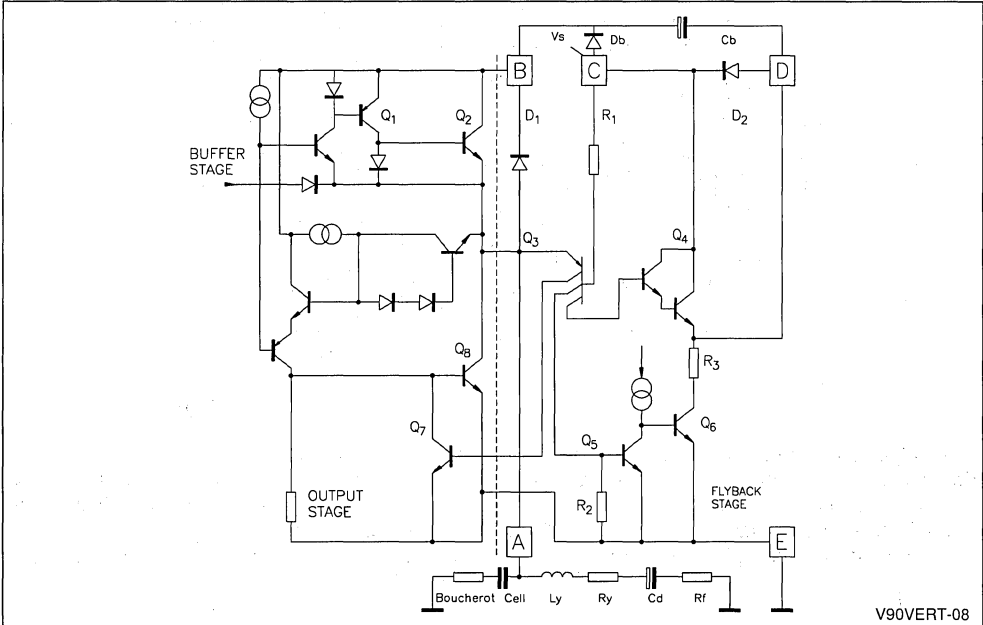 Vs
Db
Cb
B
C
D
Q1
Q2
D1
R1
D2
BUFFER
STAGE
Q3
Q4
Q8
R3
Q7
Q5
Q6
OUTPUT
STAGE
R2
FLYBACK
STAGE
A
E
Boucherot Cell Ly Ry Cd Rf
V90VERT-08